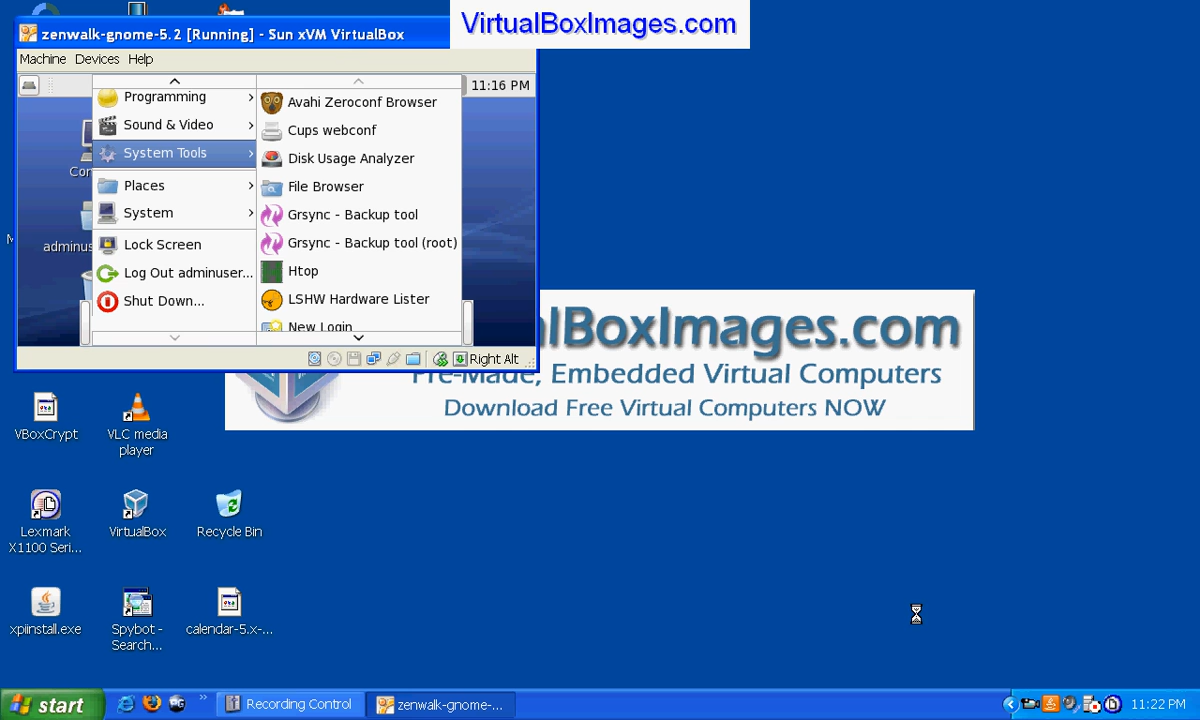 VirtualBoxImages.com
zenwalk-gnome-5.2 [Running] - Sun xVM VirtualBox
Machine Devices Help
11:16 PM
Programming
Sound & Video
System Tools
Places
System
Lock Screen
Log Out adminuser...
Shut Down...
Avahi Zeroconf Browser
Cups webconf
Disk Usage Analyzer
File Browser
Grsync - Backup tool
Grsync - Backup tool (root)
Htop
LSHW Hardware Lister
New Login
Right Alt
alBoxImages.com
Pre-Made, Embedded Virtual Computers
Download Free Virtual Computers NOW
VBoxCrypt
VLC media
player
Lexmark
X1100 Seri...
VirtualBox
Recycle Bin
xpiinstall.exe
Spybot -
Search...
calendar-5.x-...
start
Recording Control
zenwalk-gnome-...
11:22 PM